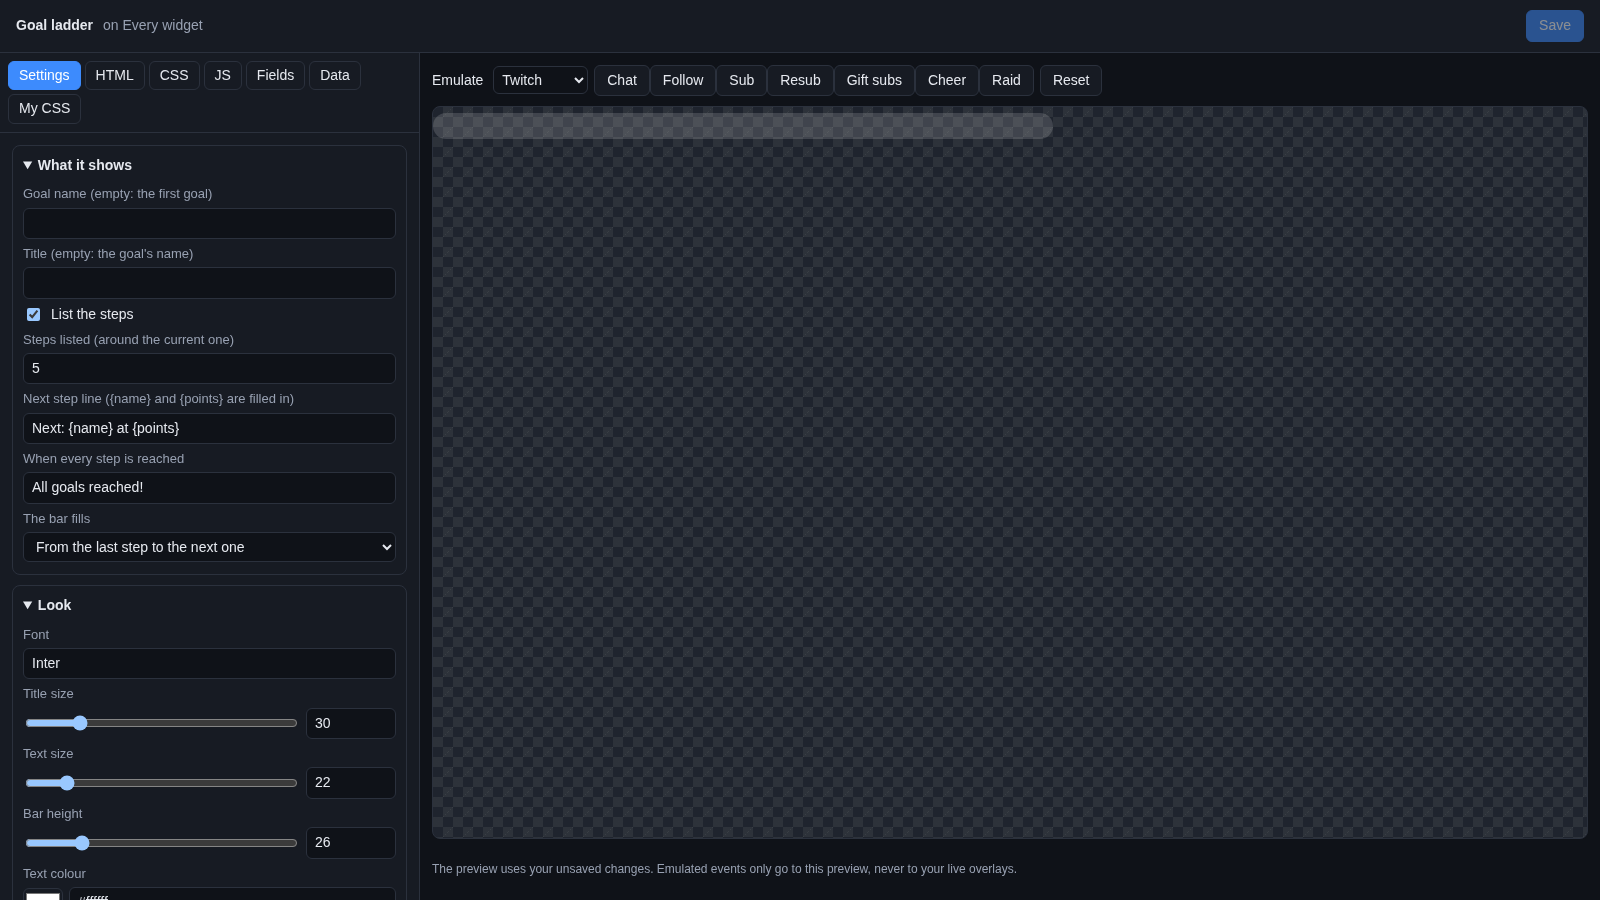 Goal ladder on Every widget
Save
Settings HTML CSS JS Fields Data
My CSS
Emulate Twitch Chat Follow Sub Resub Gift subs Cheer Raid Reset
▼ What it shows
Goal name (empty: the first goal)
Title (empty: the goal's name)
List the steps
Steps listed (around the current one)
5
Next step line ({name} and {points} are filled in)
Next: {name} at {points}
When every step is reached
All goals reached!
The bar fills
From the last step to the next one
▼ Look
Font
Inter
Title size
30
Text size
22
Bar height
26
Text colour
The preview uses your unsaved changes. Emulated events only go to this preview, never to your live overlays.